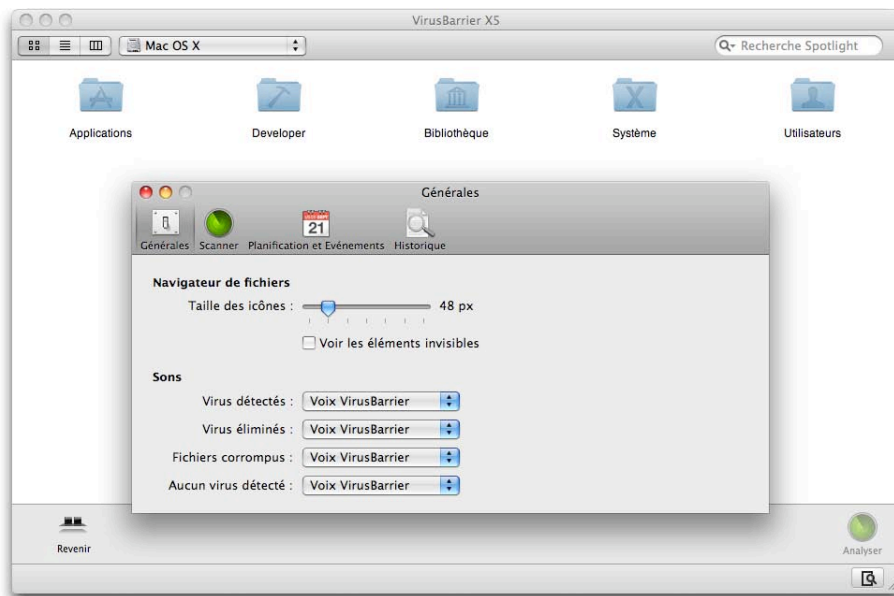 VirusBarrier X5
Mac OS X
Recherche Spotlight
Applications
Developer
Bibliothèque
Système
Utilisateurs
Générales
21
Générales
Scanner
Planification et Evénements
Historique
Navigateur de fichiers
Taille des icônes :
48 px
Voir les éléments invisibles
Sons
Virus détectés :
Voix VirusBarrier
Virus éliminés :
Voix VirusBarrier
Fichiers corrompus :
Voix VirusBarrier
Aucun virus détecté :
Voix VirusBarrier
Revenir
Analyser